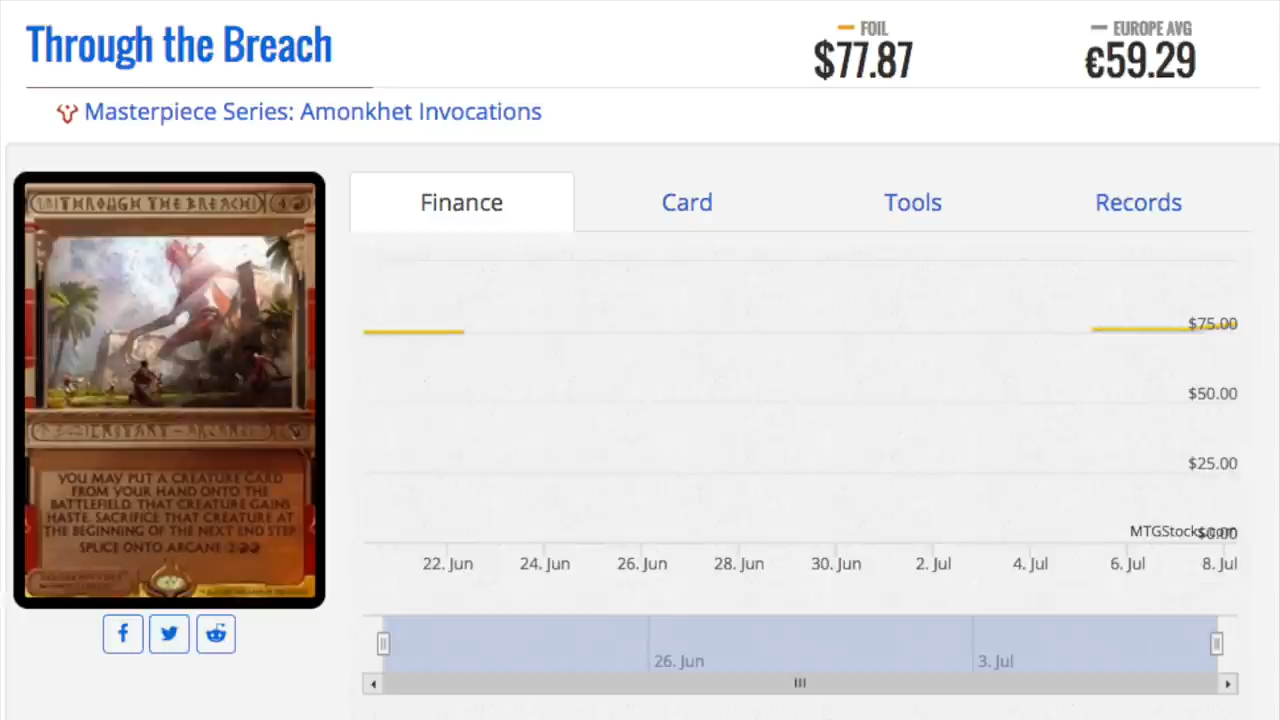 Through the Breach
FOIL
$77.87
EUROPE AVG
€59.29
Masterpiece Series: Amonkhet Invocations
THROUGH THE BREACH
4
YOU MAY PUT A CREATURE CARD
FROM YOUR HAND ONTO THE
BATTLEFIELD. THAT CREATURE GAINS
HASTE. SACRIFICE THAT CREATURE AT
THE BEGINNING OF THE NEXT END STEP.
SPLICE ONTO ARCANE 2
Finance
Card
Tools
Records
$75.00
$50.00
$25.00
MTGStocks.com
$0.00
22. Jun
24. Jun
26. Jun
28. Jun
30. Jun
2. Jul
4. Jul
6. Jul
8. Jul
26. Jun
3. Jul